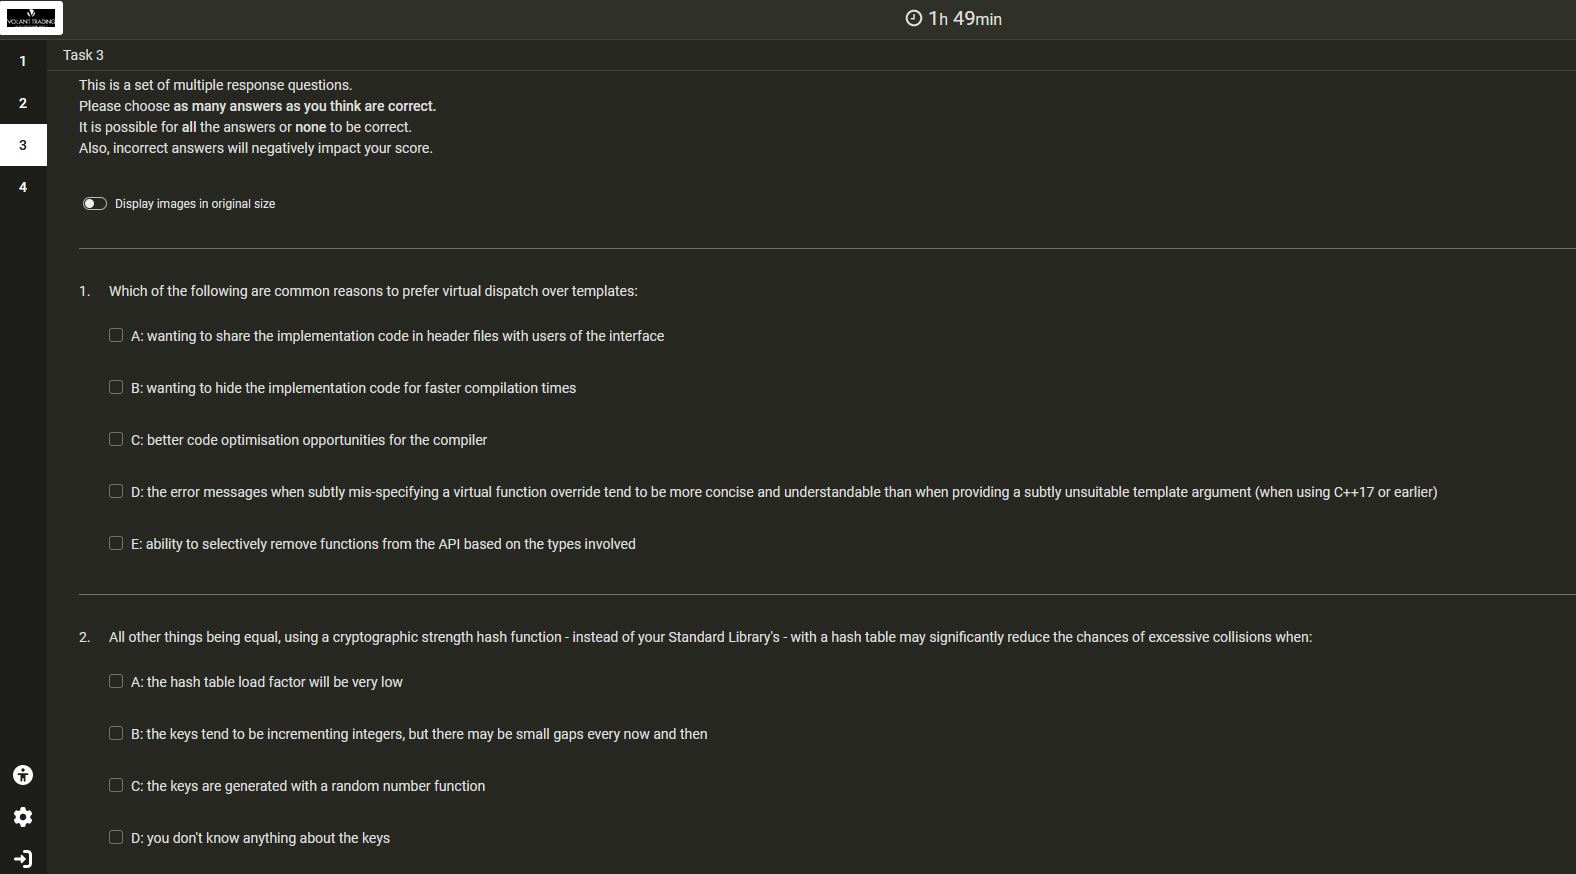 VOLANT TRADING
1h 49min
1
2
3
4
Task 3
This is a set of multiple response questions.
Please choose as many answers as you think are correct.
It is possible for all the answers or none to be correct.
Also, incorrect answers will negatively impact your score.
Display images in original size
1. Which of the following are common reasons to prefer virtual dispatch over templates:
A: wanting to share the implementation code in header files with users of the interface
B: wanting to hide the implementation code for faster compilation times
C: better code optimisation opportunities for the compiler
D: the error messages when subtly mis-specifying a virtual function override tend to be more concise and understandable than when providing a subtly unsuitable template argument (when using C++17 or earlier)
E: ability to selectively remove functions from the API based on the types involved
2. All other things being equal, using a cryptographic strength hash function - instead of your Standard Library's - with a hash table may significantly reduce the chances of excessive collisions when:
A: the hash table load factor will be very low
B: the keys tend to be incrementing integers, but there may be small gaps every now and then
C: the keys are generated with a random number function
D: you don't know anything about the keys